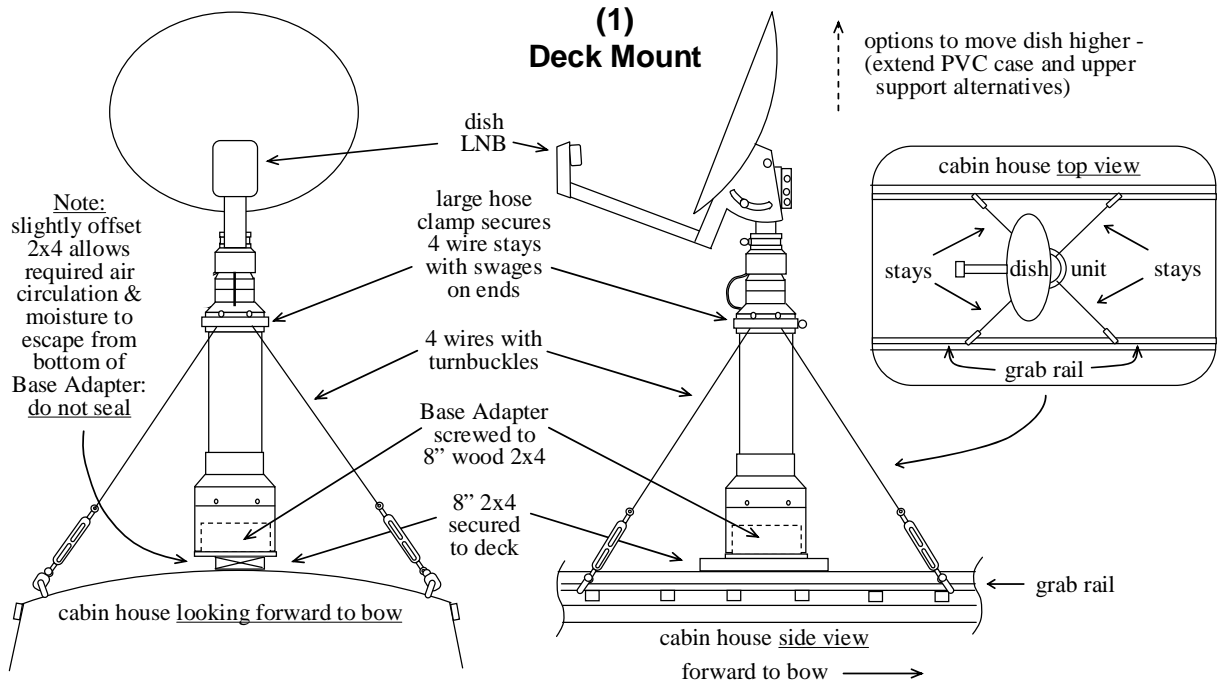 (1)
Deck Mount
options to move dish higher -
(extend PVC case and upper
support alternatives)
dish
LNB
Note:
slightly offset
2x4 allows
required air
circulation &
moisture to
escape from
bottom of
Base Adapter:
do not seal
large hose
clamp secures
4 wire stays
with swages
on ends
4 wires with
turnbuckles
Base Adapter
screwed to
8” wood 2x4
8” 2x4
secured
to deck
cabin house top view
stays
dish
unit
stays
grab rail
grab rail
cabin house looking forward to bow
cabin house side view
forward to bow